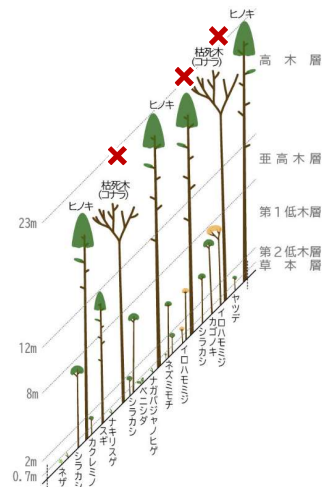 ヒノキ
高木層
枯死木
(コナラ)
ヒノキ
亜高木層
枯死木
(コナラ)
ヒノキ
第1低木層
23m
第2低木層
草本層
12m
8m
2m
0.7m
ネザサ
シラカシ
カクレミノ
スギ
ナキリスゲ
シラカシ
ベニシダ
ナガバジャノヒゲ
ネズミモチ
イロハモミジ
シラカシ
カゴノキ
イロハモミジ
ヤツデ